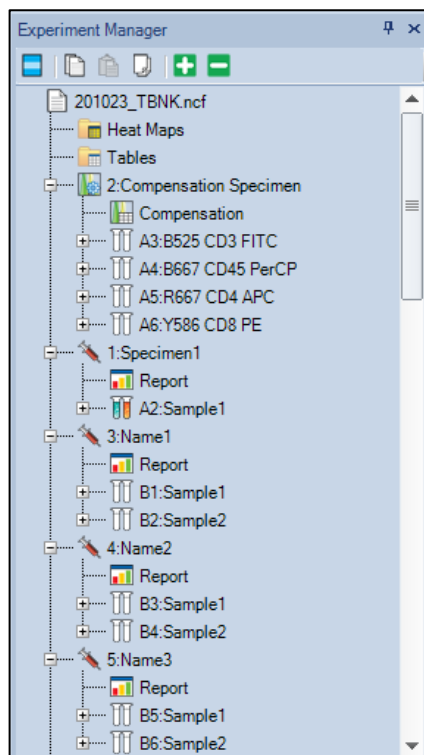 Experiment Manager
201023_TBNK.ncf
Heat Maps
Tables
2:Compensation Specimen
Compensation
A3:B525 CD3 FITC
A4:B667 CD45 PerCP
A5:R667 CD4 APC
A6:Y586 CD8 PE
1:Specimen1
Report
A2:Sample1
3:Name1
Report
B1:Sample1
B2:Sample2
4:Name2
Report
B3:Sample1
B4:Sample2
5:Name3
Report
B5:Sample1
B6:Sample2